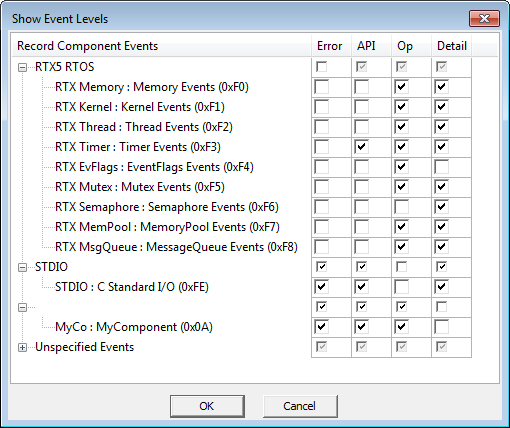 Show Event Levels
Record Component Events Error API Op Detail
RTX5 RTOS
RTX Memory : Memory Events (0xF0)
RTX Kernel : Kernel Events (0xF1)
RTX Thread : Thread Events (0xF2)
RTX Timer : Timer Events (0xF3)
RTX EvFlags : EventFlags Events (0xF4)
RTX Mutex : Mutex Events (0xF5)
RTX Semaphore : Semaphore Events (0xF6)
RTX MemPool : MemoryPool Events (0xF7)
RTX MsgQueue : MessageQueue Events (0xF8)
STDIO
STDIO : C Standard I/O (0xFE)
MyCo : MyComponent (0x0A)
Unspecified Events
OK Cancel